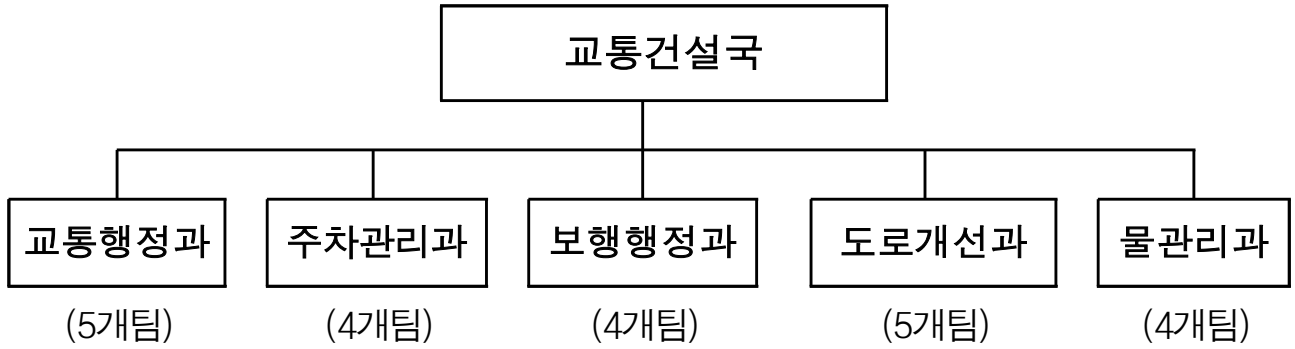 교통건설국
교통행정과 주차관리과 보행행정과 도로개선과 물관리과
(5개팀) (4개팀) (4개팀) (5개팀) (4개팀)